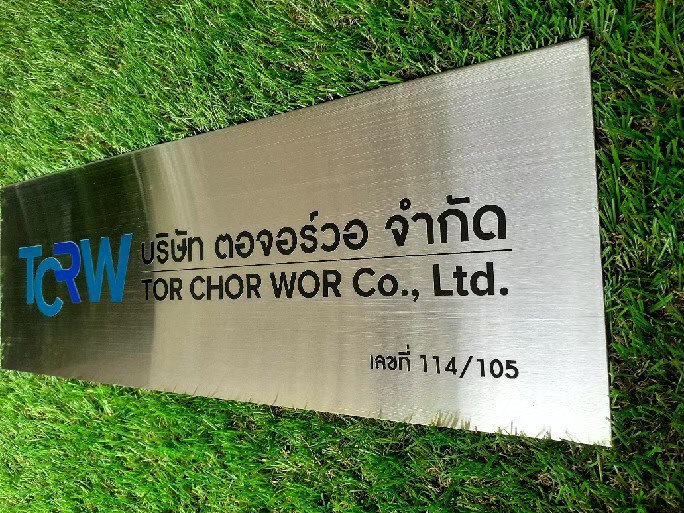 TCRW
บริษัท ตอจอร์วอ จำกัด
TOR CHOR WOR Co., Ltd.
เลขที่ 114/105